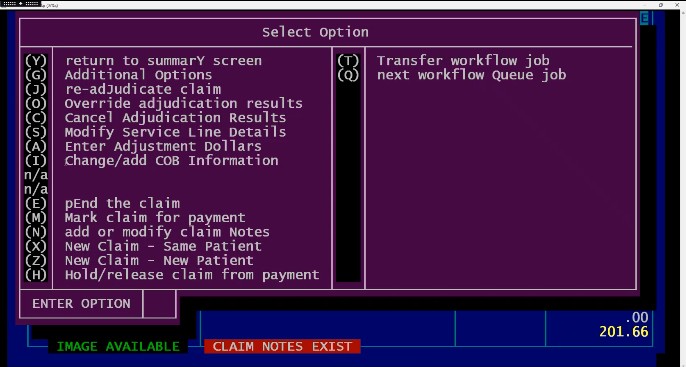 Select Option
(Y) return to summarY screen
(G) Additional Options
(J) re-adJudicate claim
(O) Override adjudication results
(C) Cancel Adjudication Results
(S) Modify Service Line Details
(A) Enter Adjustment Dollars
(I) Change/add COB Information
n/a
n/a
(E) pEnd the claim
(M) Mark claim for payment
(N) add or modify claim Notes
(X) New Claim - Same Patient
(Z) New Claim - New Patient
(H) Hold/release claim from payment
(T) Transfer workflow job
(Q) next workflow Queue job
ENTER OPTION
.00
201.66
IMAGE AVAILABLE
CLAIM NOTES EXIST